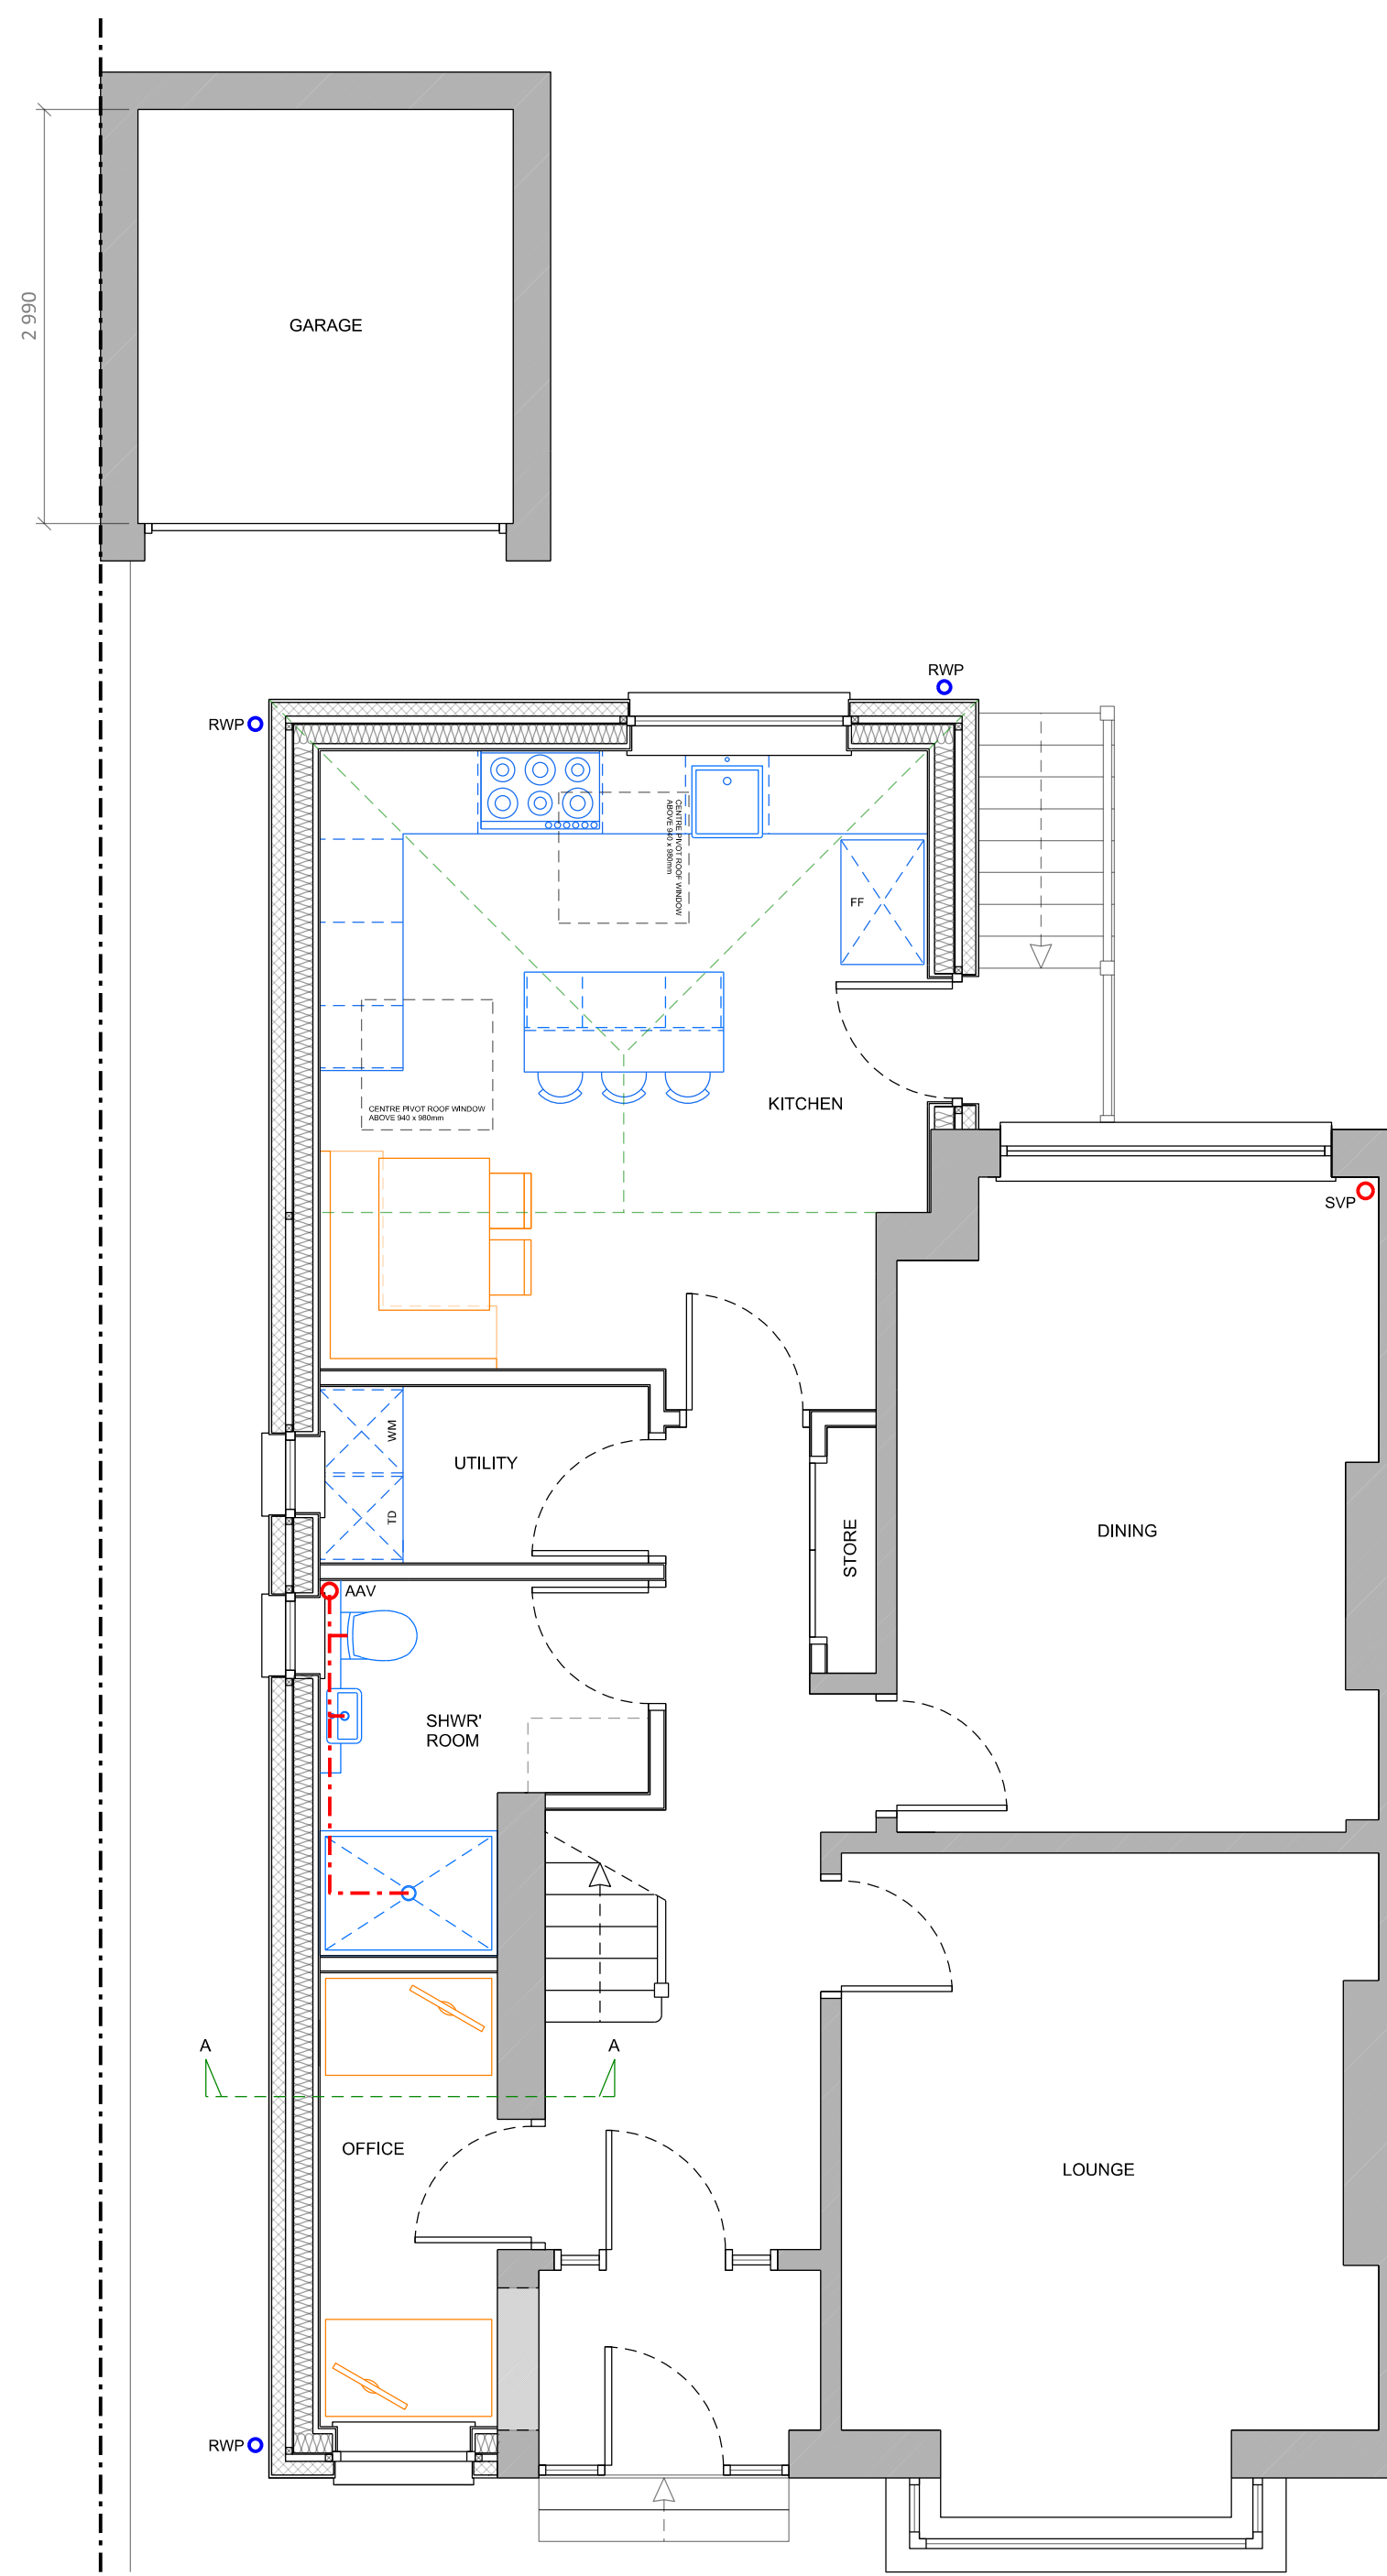 2 990
GARAGE
RWP
RWP
CENTRE PIVOT ROOF WINDOW
ABOVE 940 x 980mm
FF
CENTRE PIVOT ROOF WINDOW
ABOVE 940 x 980mm
KITCHEN
SVP
WM
UTILITY
TD
STORE
DINING
AAV
SHWR'
ROOM
A
A
OFFICE
LOUNGE
RWP